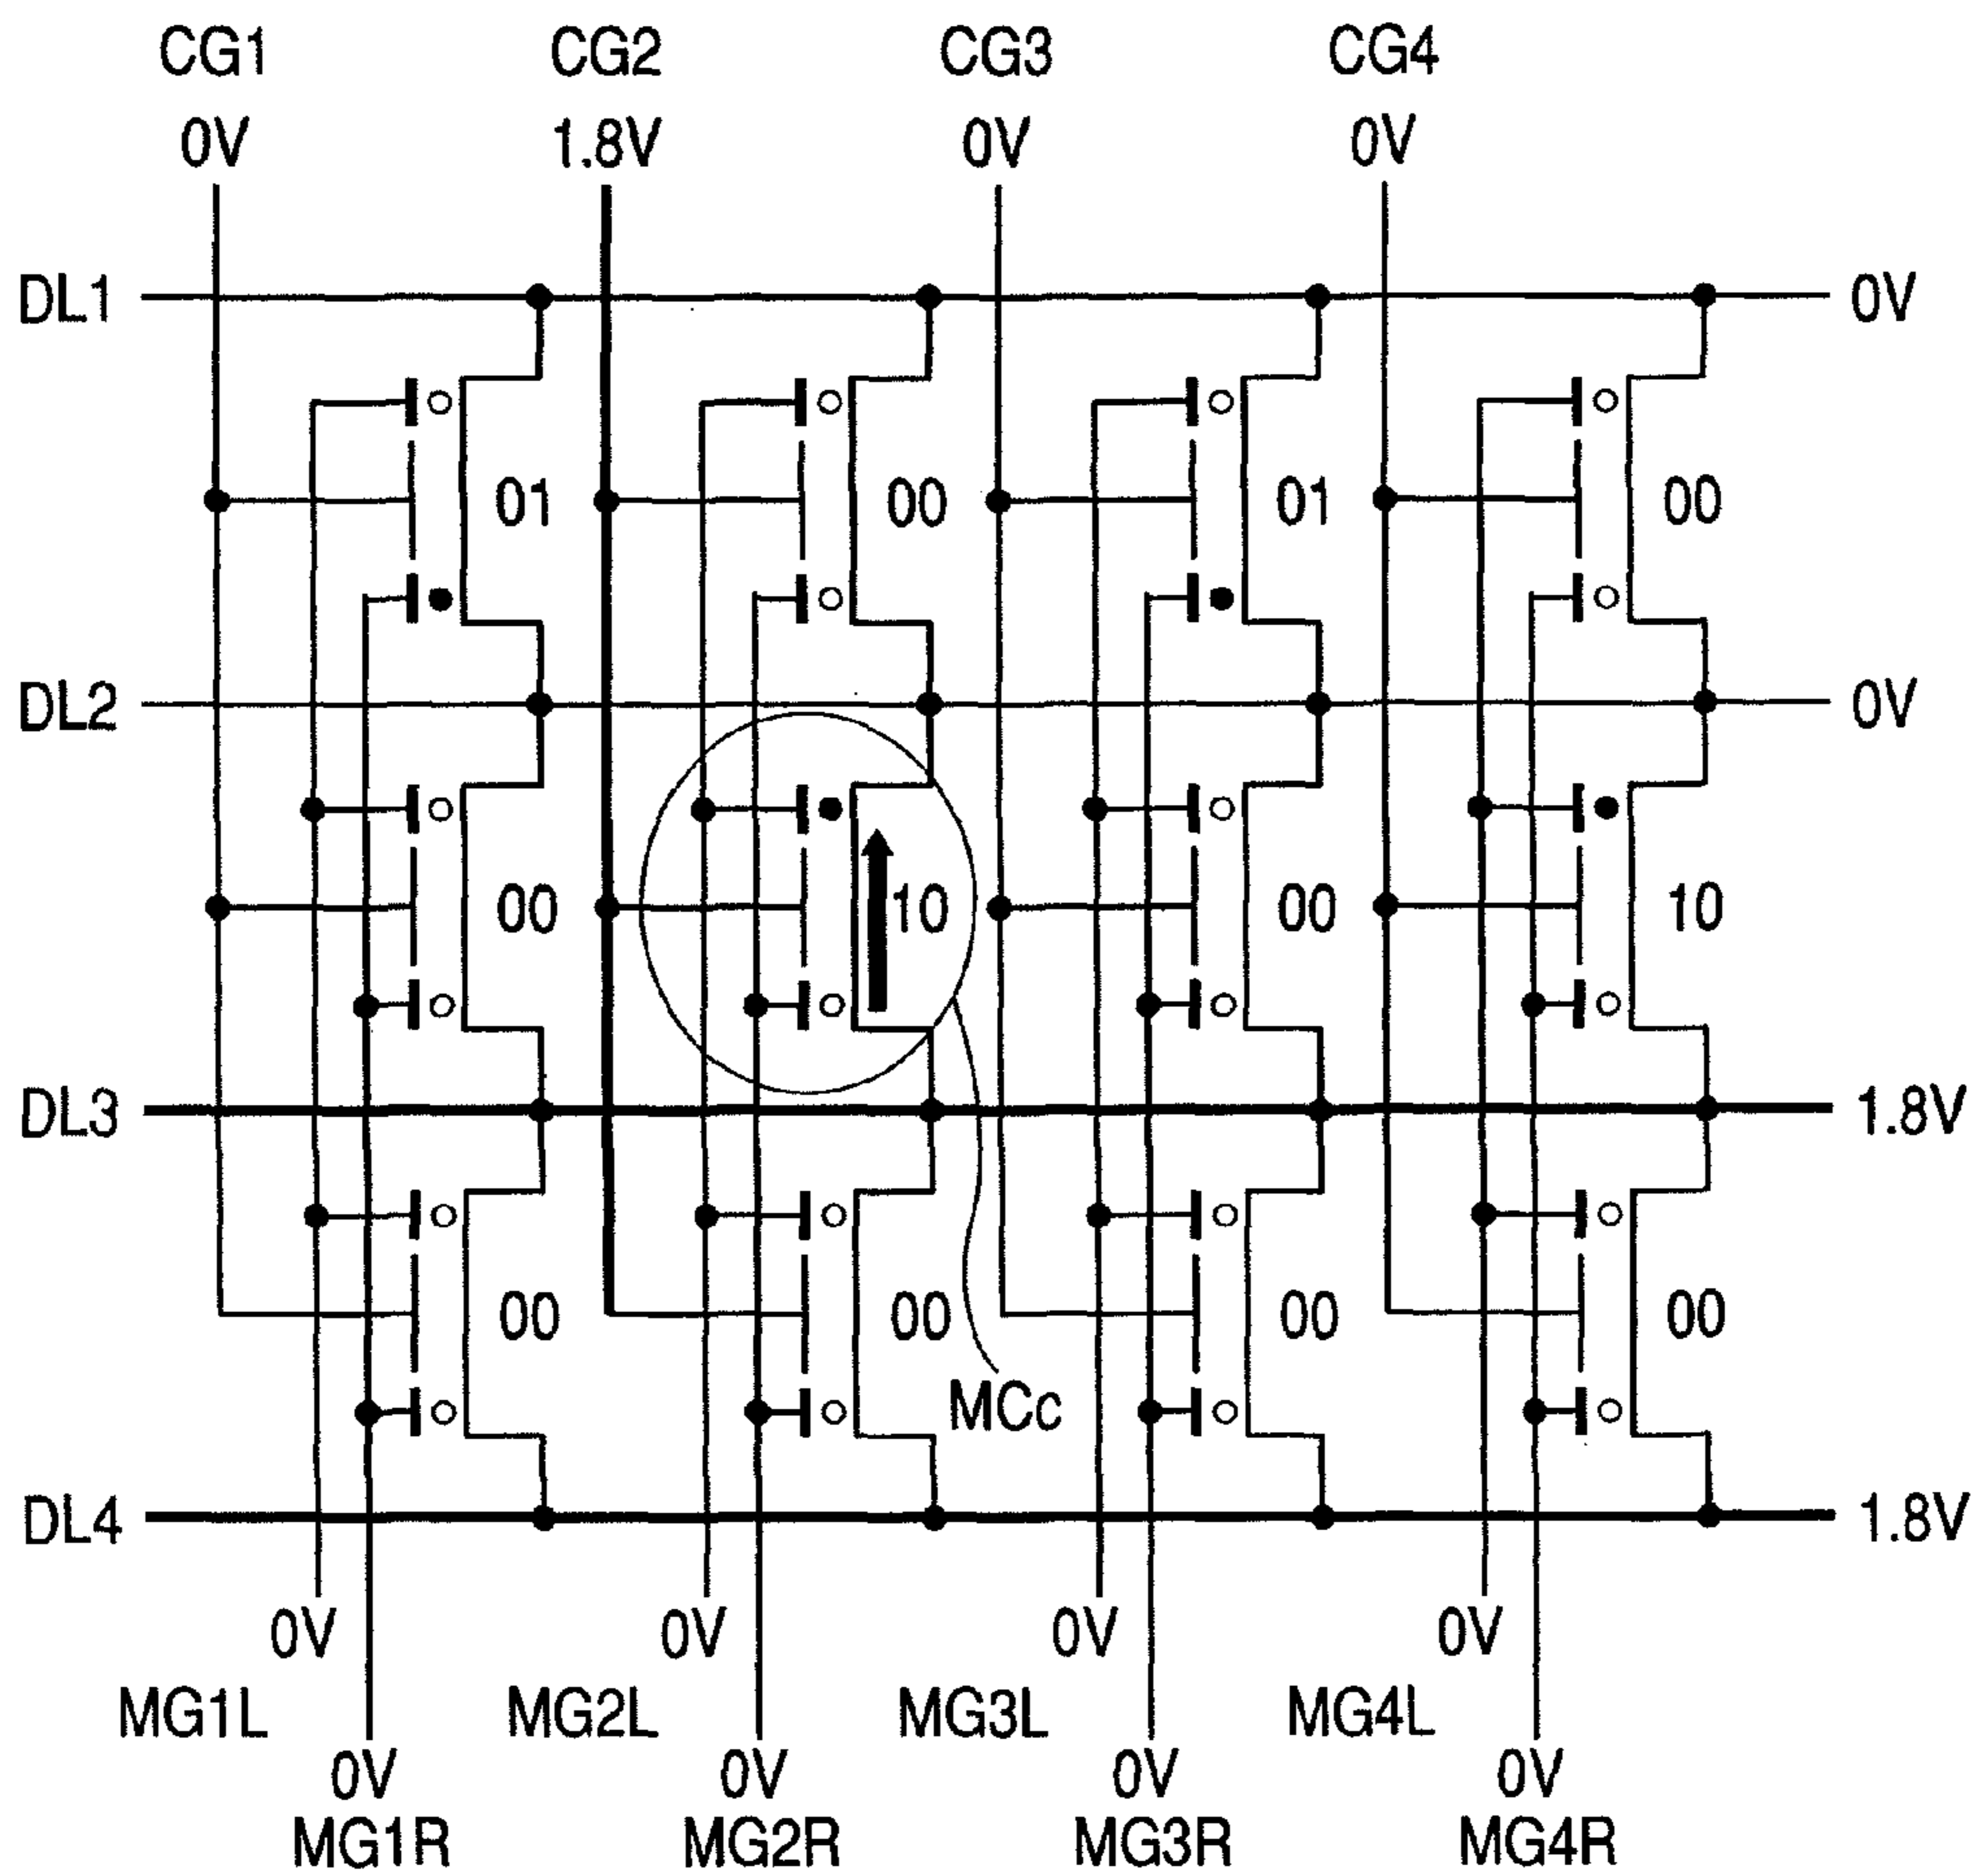 CG1 CG2 CG3 CG4
0V 1.8V 0V 0V
DL1 0V
01 00 01 00
DL2 0V
00 10 00 10
DL3 1.8V
00 00 00 00
MCc
DL4 1.8V
0V 0V 0V 0V
MG1L MG2L MG3L MG4L
0V 0V 0V 0V
MG1R MG2R MG3R MG4R